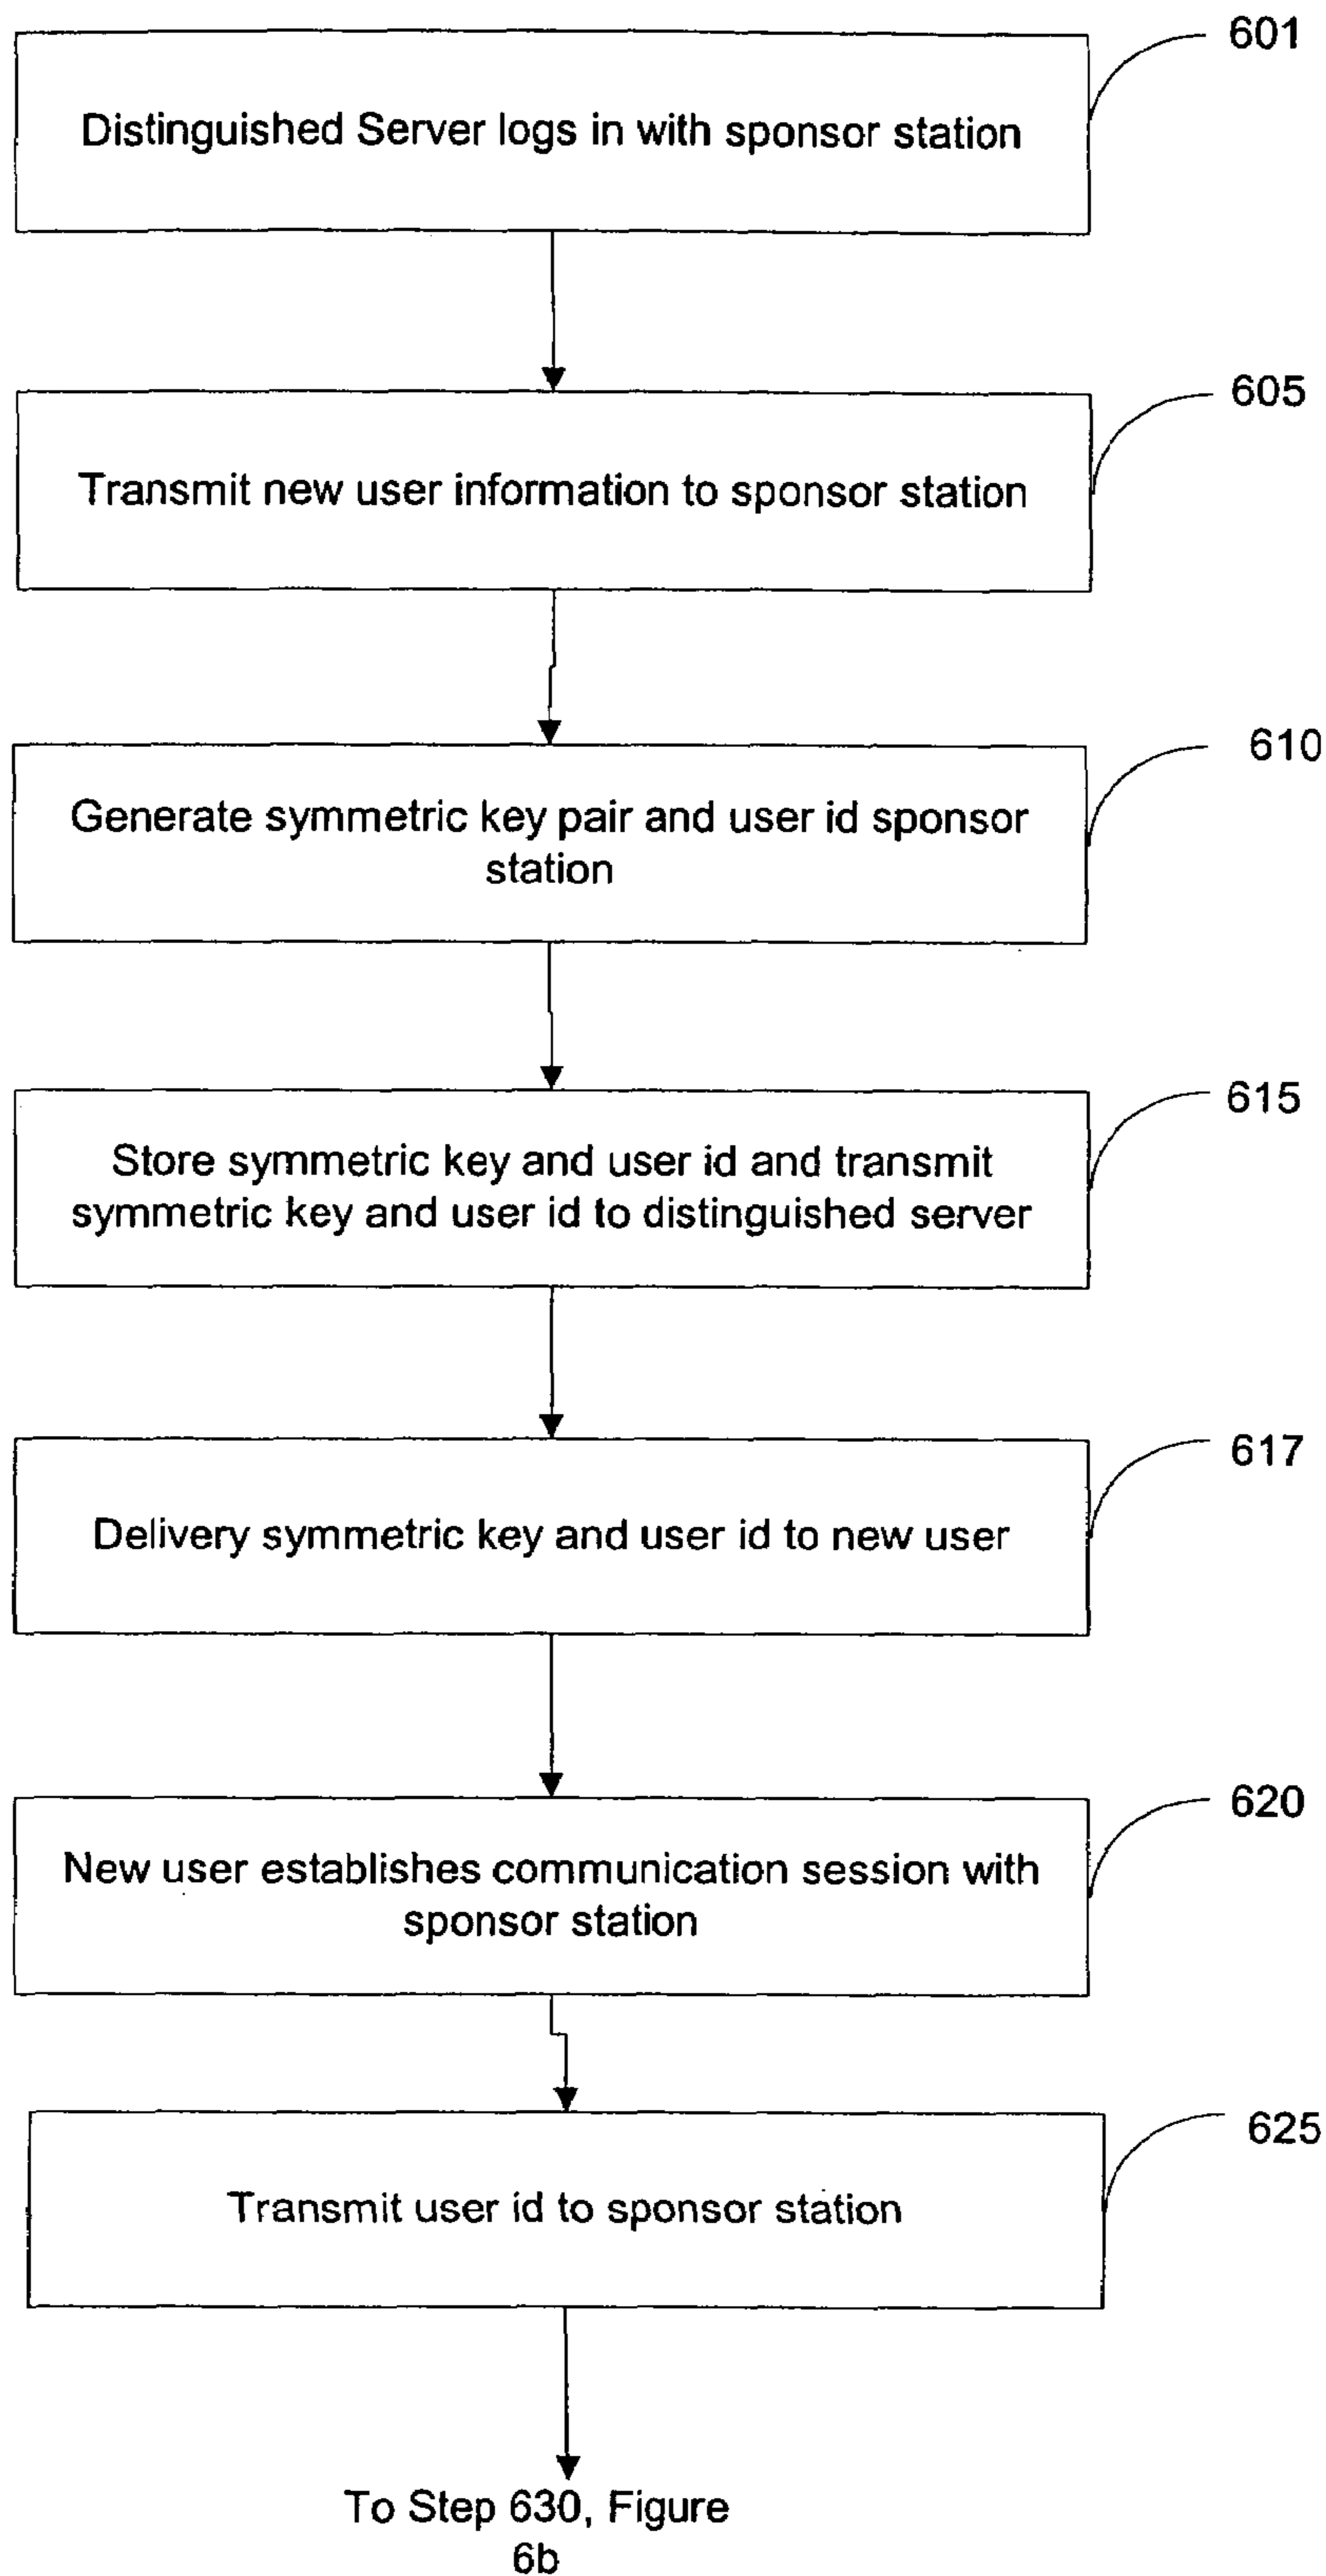 601
Distinguished Server logs in with sponsor station
605
Transmit new user information to sponsor station
610
Generate symmetric key pair and user id sponsor
station
615
Store symmetric key and user id and transmit
symmetric key and user id to distinguished server
617
Delivery symmetric key and user id to new user
620
New user establishes communication session with
sponsor station
625
Transmit user id to sponsor station
To Step 630, Figure
6b